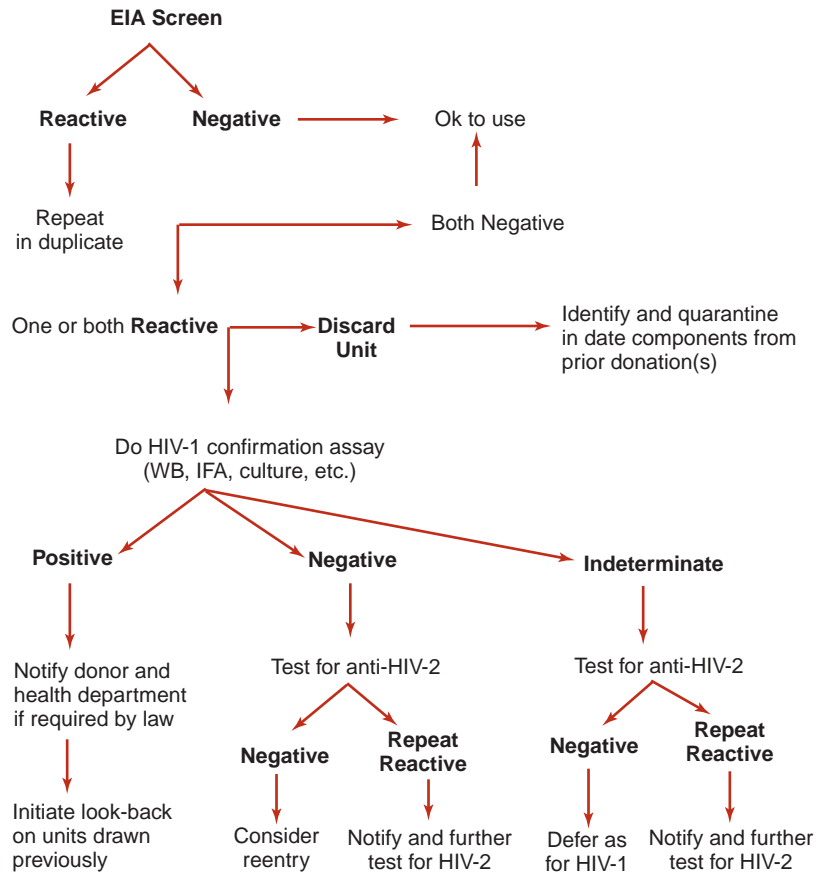 EIA Screen
Reactive
Negative
Ok to use
Repeat
in duplicate
Both Negative
One or both Reactive
Discard
Unit
Identify and quarantine
in date components from
prior donation(s)
Do HIV-1 confirmation assay
(WB, IFA, culture, etc.)
Positive
Negative
Indeterminate
Notify donor and
health department
if required by law
Test for anti-HIV-2
Test for anti-HIV-2
Negative
Repeat
Reactive
Negative
Repeat
Reactive
Initiate look-back
on units drawn
previously
Consider
reentry
Notify and further
test for HIV-2
Defer as
for HIV-1
Notify and further
test for HIV-2